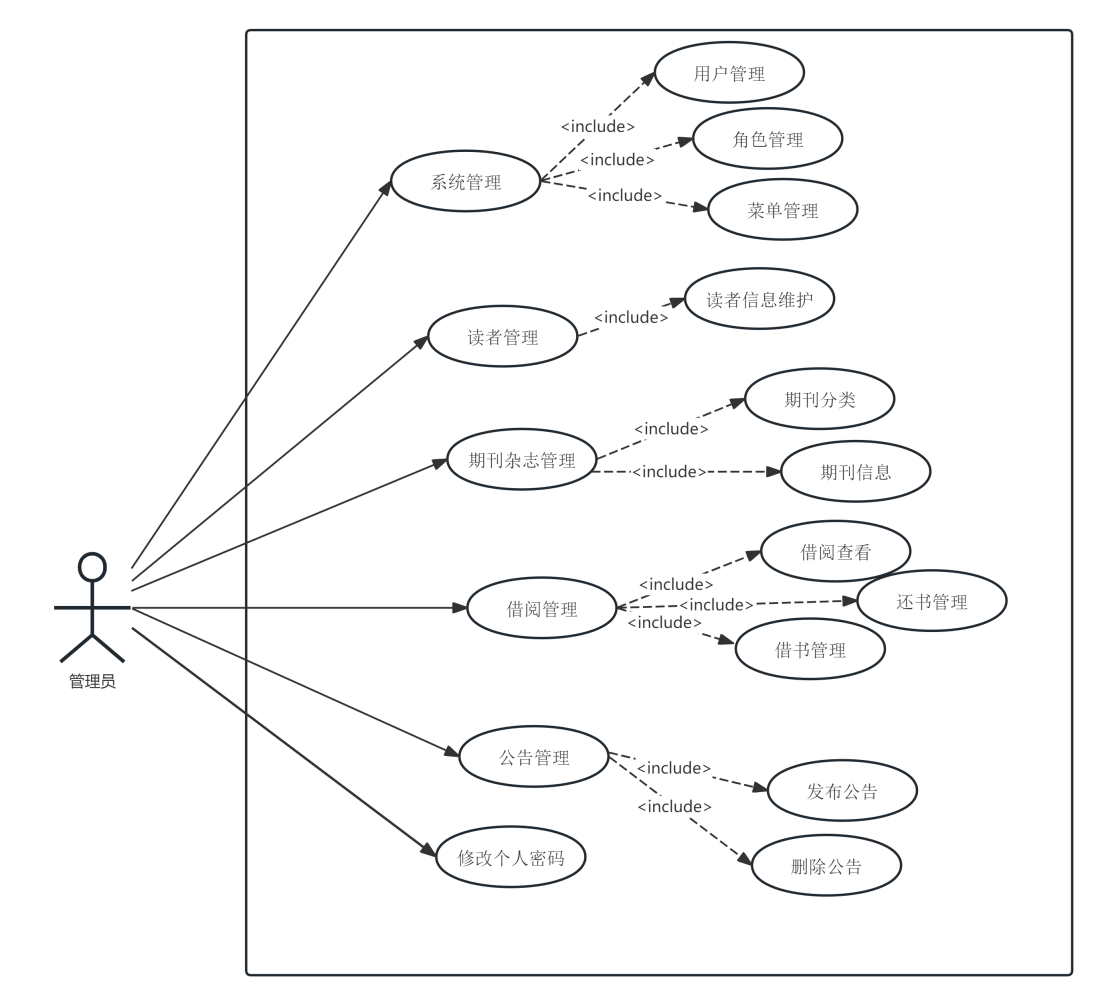 用户管理
<include>
角色管理
<include>
系统管理
<include>
菜单管理
读者信息维护
<include>
读者管理
期刊分类
<include>
期刊杂志管理
<include>
期刊信息
借阅查看
<include>
还书管理
<include>
借阅管理
<include>
借书管理
管理员
公告管理
<include>
发布公告
<include>
修改个人密码
删除公告